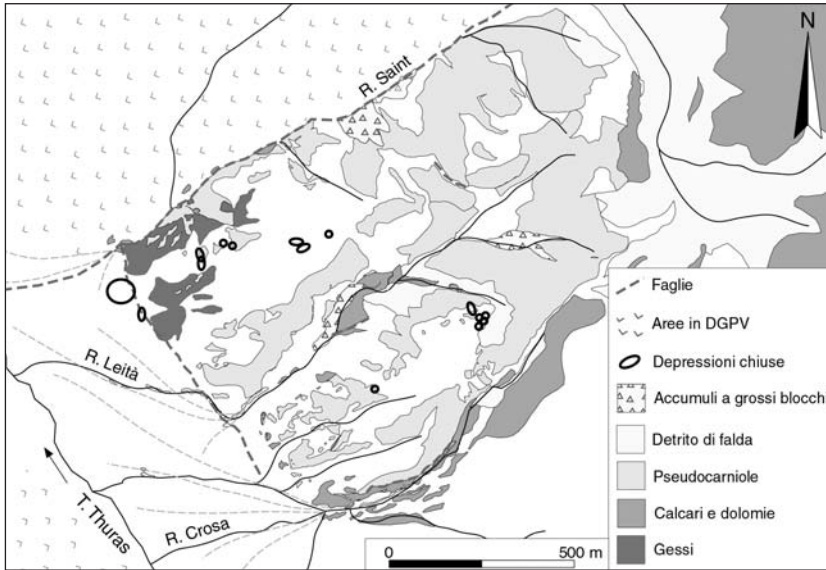 N
R. Saint
R. Leità
T. Thuras
R. Crosa
Faglie
Aree in DGPV
Depressioni chiuse
Accumuli a grossi blocch
Detrito di falda
Pseudocarniole
Calcari e dolomie
Gessi
0 500 m